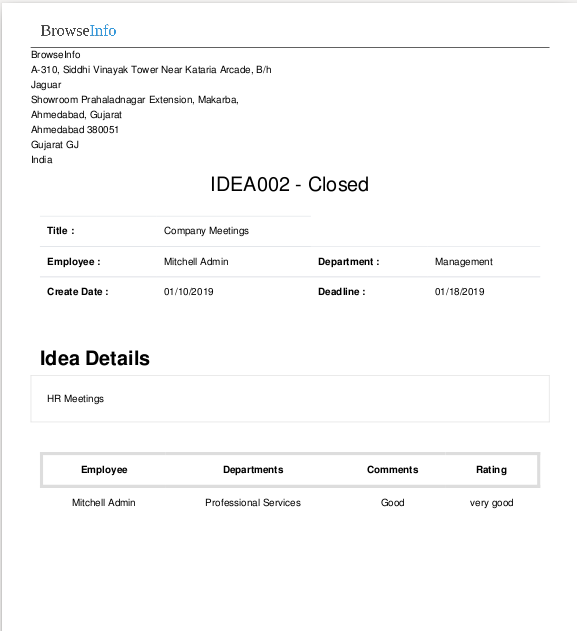 BrowseInfo
BrowseInfo
A-310, Siddhi Vinayak Tower Near Kataria Arcade, B/h
Jaguar
Showroom Prahaladnagar Extension, Makarba,
Ahmedabad, Gujarat
Ahmedabad 380051
Gujarat GJ
India
IDEA002 - Closed
Title : Company Meetings
Employee : Mitchell Admin Department : Management
Create Date : 01/10/2019 Deadline : 01/18/2019
Idea Details
HR Meetings
Employee Departments Comments Rating
Mitchell Admin Professional Services Good very good